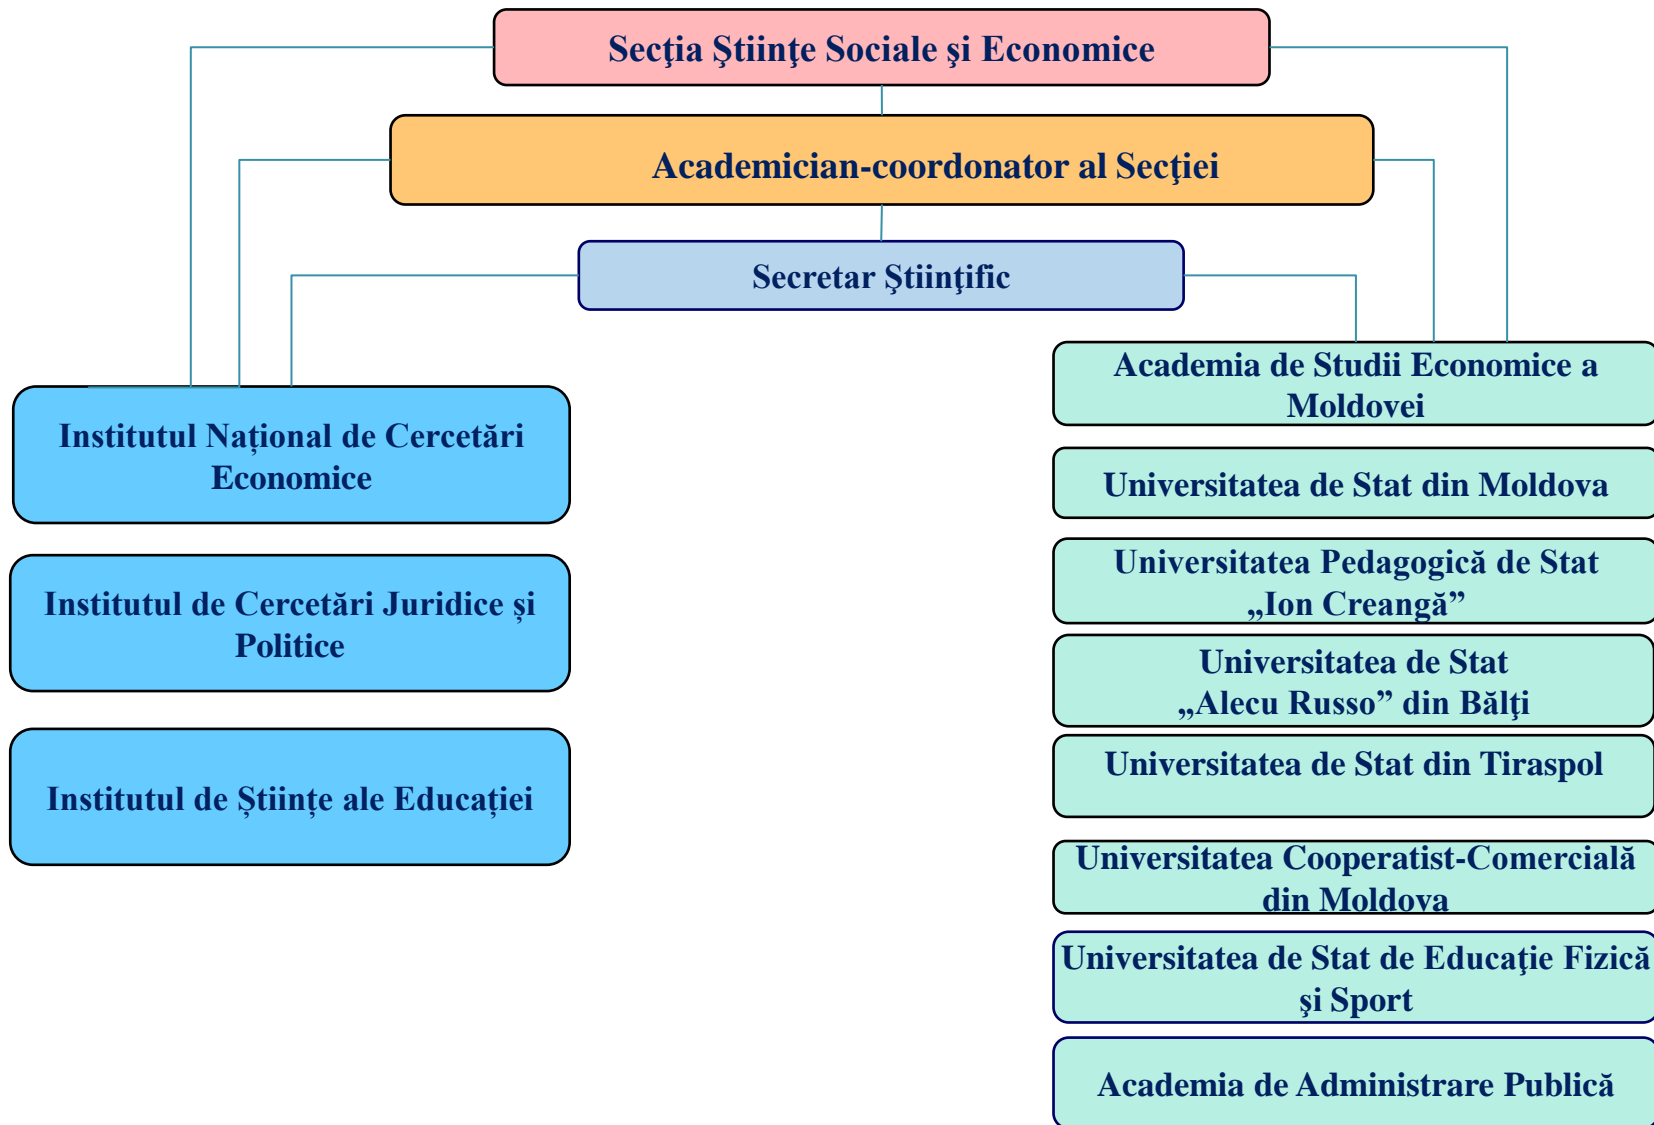 Secţia Ştiinţe Sociale şi Economice
Academician-coordonator al Secţiei
Secretar Ştiinţific
Institutul Național de Cercetări
Economice
Institutul de Cercetări Juridice și
Politice
Institutul de Științe ale Educației
Academia de Studii Economice a
Moldovei
Universitatea de Stat din Moldova
Universitatea Pedagogică de Stat
„Ion Creangă”
Universitatea de Stat
„Alecu Russo” din Bălţi
Universitatea de Stat din Tiraspol
Universitatea Cooperatist-Comercială
din Moldova
Universitatea de Stat de Educaţie Fizică
şi Sport
Academia de Administrare Publică